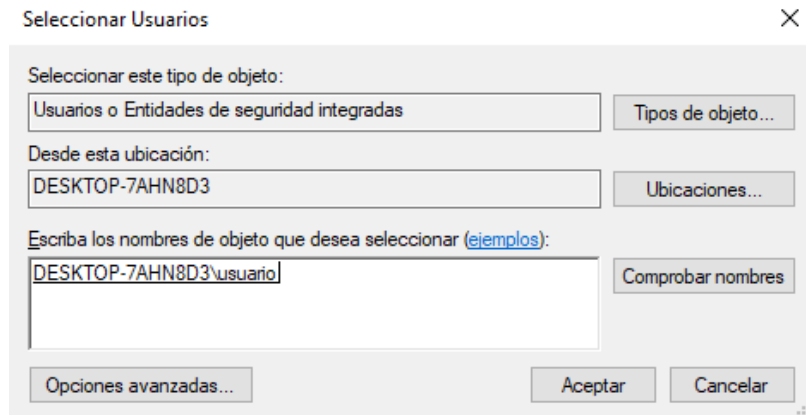 Seleccionar Usuarios
Seleccionar este tipo de objeto:
Usuarios o Entidades de seguridad integradas
Tipos de objeto...
Desde esta ubicación:
DESKTOP-7AHN8D3
Ubicaciones...
Escriba los nombres de objeto que desea seleccionar (ejemplos):
DESKTOP-7AHN8D3\usuario
Comprobar nombres
Opciones avanzadas...
Aceptar
Cancelar